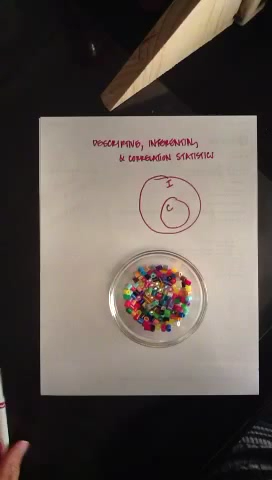 DESCRIPTIVE, INFERENTIAL,
& CORRELATION STATISTICS
I
C